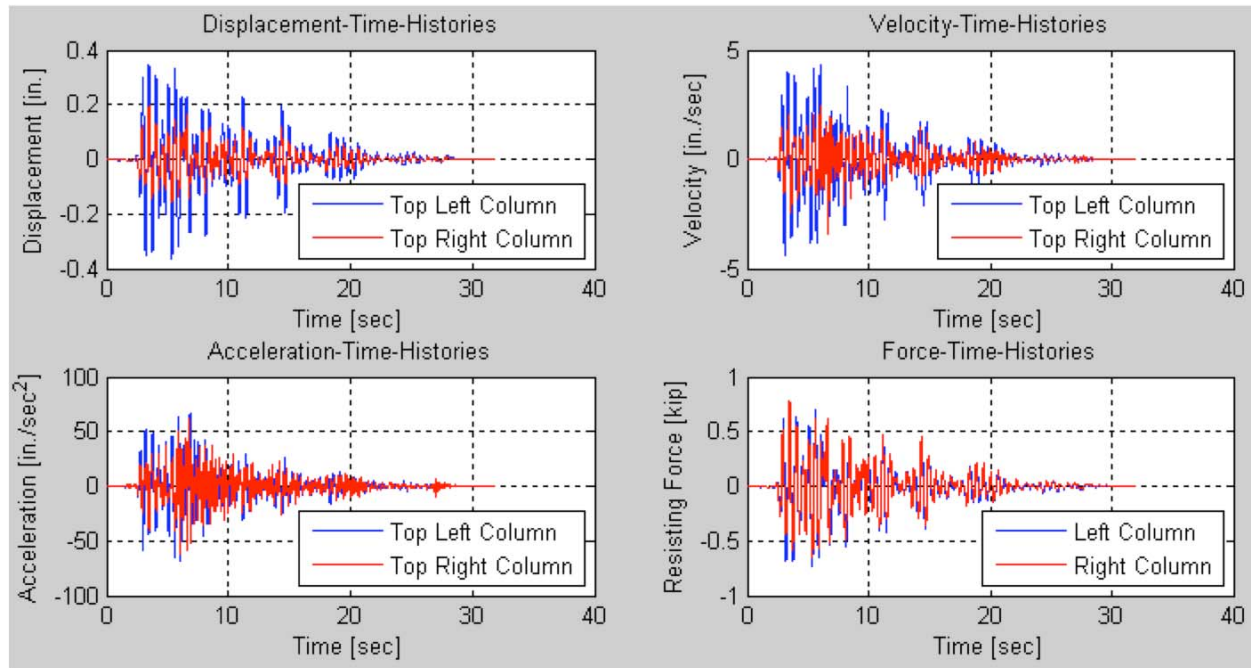 Displacement-Time-Histories
0.4
0.2
0
-0.2
-0.4
Displacement [in.]
Top Left Column
Top Right Column
0 10 20 30 40
Time [sec]
Velocity-Time-Histories
5
0
-5
Velocity [in./sec]
Top Left Column
Top Right Column
0 10 20 30 40
Time [sec]
Acceleration-Time-Histories
100
50
0
-50
-100
Acceleration [in./sec²]
Top Left Column
Top Right Column
0 10 20 30 40
Time [sec]
Force-Time-Histories
1
0.5
0
-0.5
-1
Resisting Force [kip]
Left Column
Right Column
0 10 20 30 40
Time [sec]